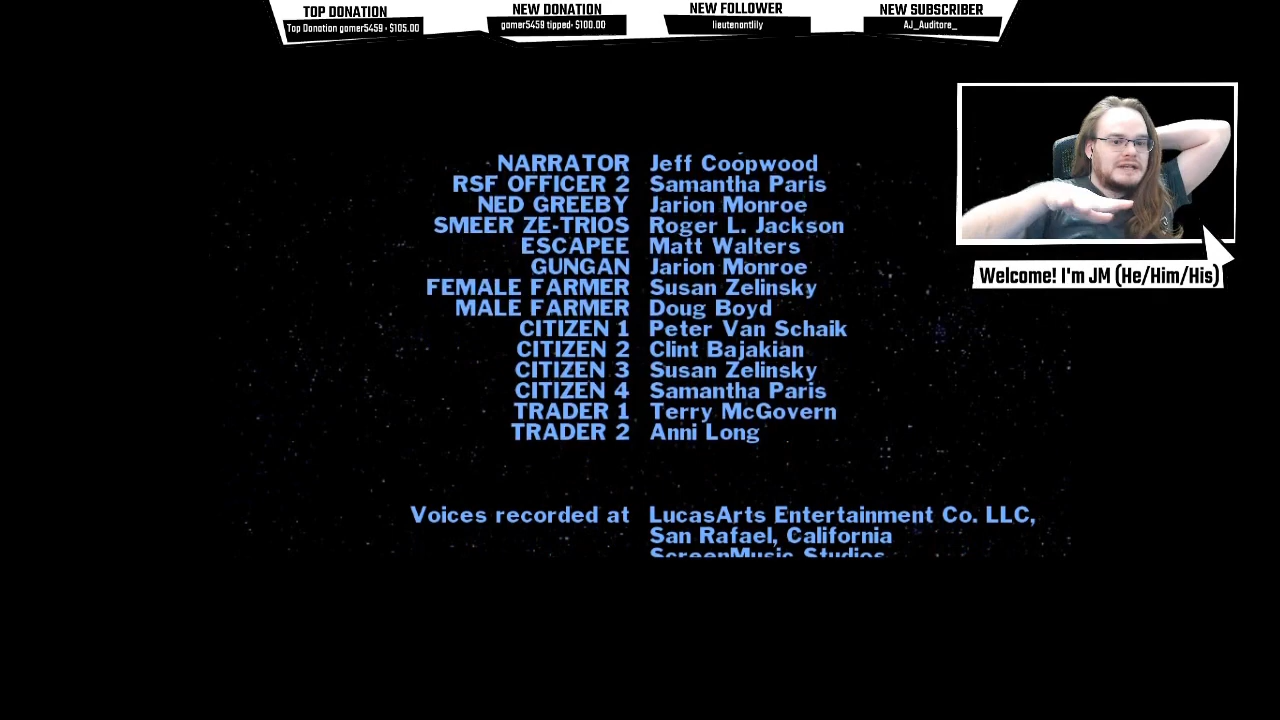 TOP DONATION
Top Donation gamer5459 - $105.00
NEW DONATION
gamer5459 tipped: $100.00
NEW FOLLOWER
lieutenantlily
NEW SUBSCRIBER
AJ_Auditore_
NARRATOR Jeff Coopwood
RSF OFFICER 2 Samantha Paris
NED GREEBY Jarion Monroe
SMEER ZE-TRIOS Roger L. Jackson
ESCAPEE Matt Walters
GUNGAN Jarion Monroe
FEMALE FARMER Susan Zelinsky
MALE FARMER Doug Boyd
CITIZEN 1 Peter Van Schaik
CITIZEN 2 Clint Bajakian
CITIZEN 3 Susan Zelinsky
CITIZEN 4 Samantha Paris
TRADER 1 Terry McGovern
TRADER 2 Anni Long
Voices recorded at LucasArts Entertainment Co. LLC,
San Rafael, California
ScreenMusic Studios
Welcome! I'm JM (He/Him/His)